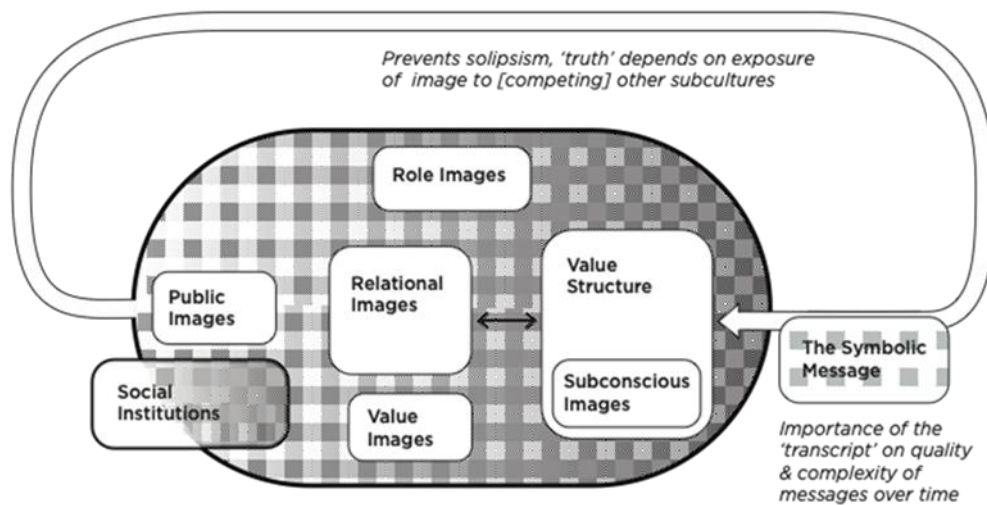 Prevents solipsism, 'truth' depends on exposure
of image to [competing] other subcultures
Role Images
Relational
Images
Value
Structure
Public
Images
The Symbolic
Message
Social
Institutions
Subconscious
Images
Value
Images
Importance of the
'transcript' on quality
& complexity of
messages over time